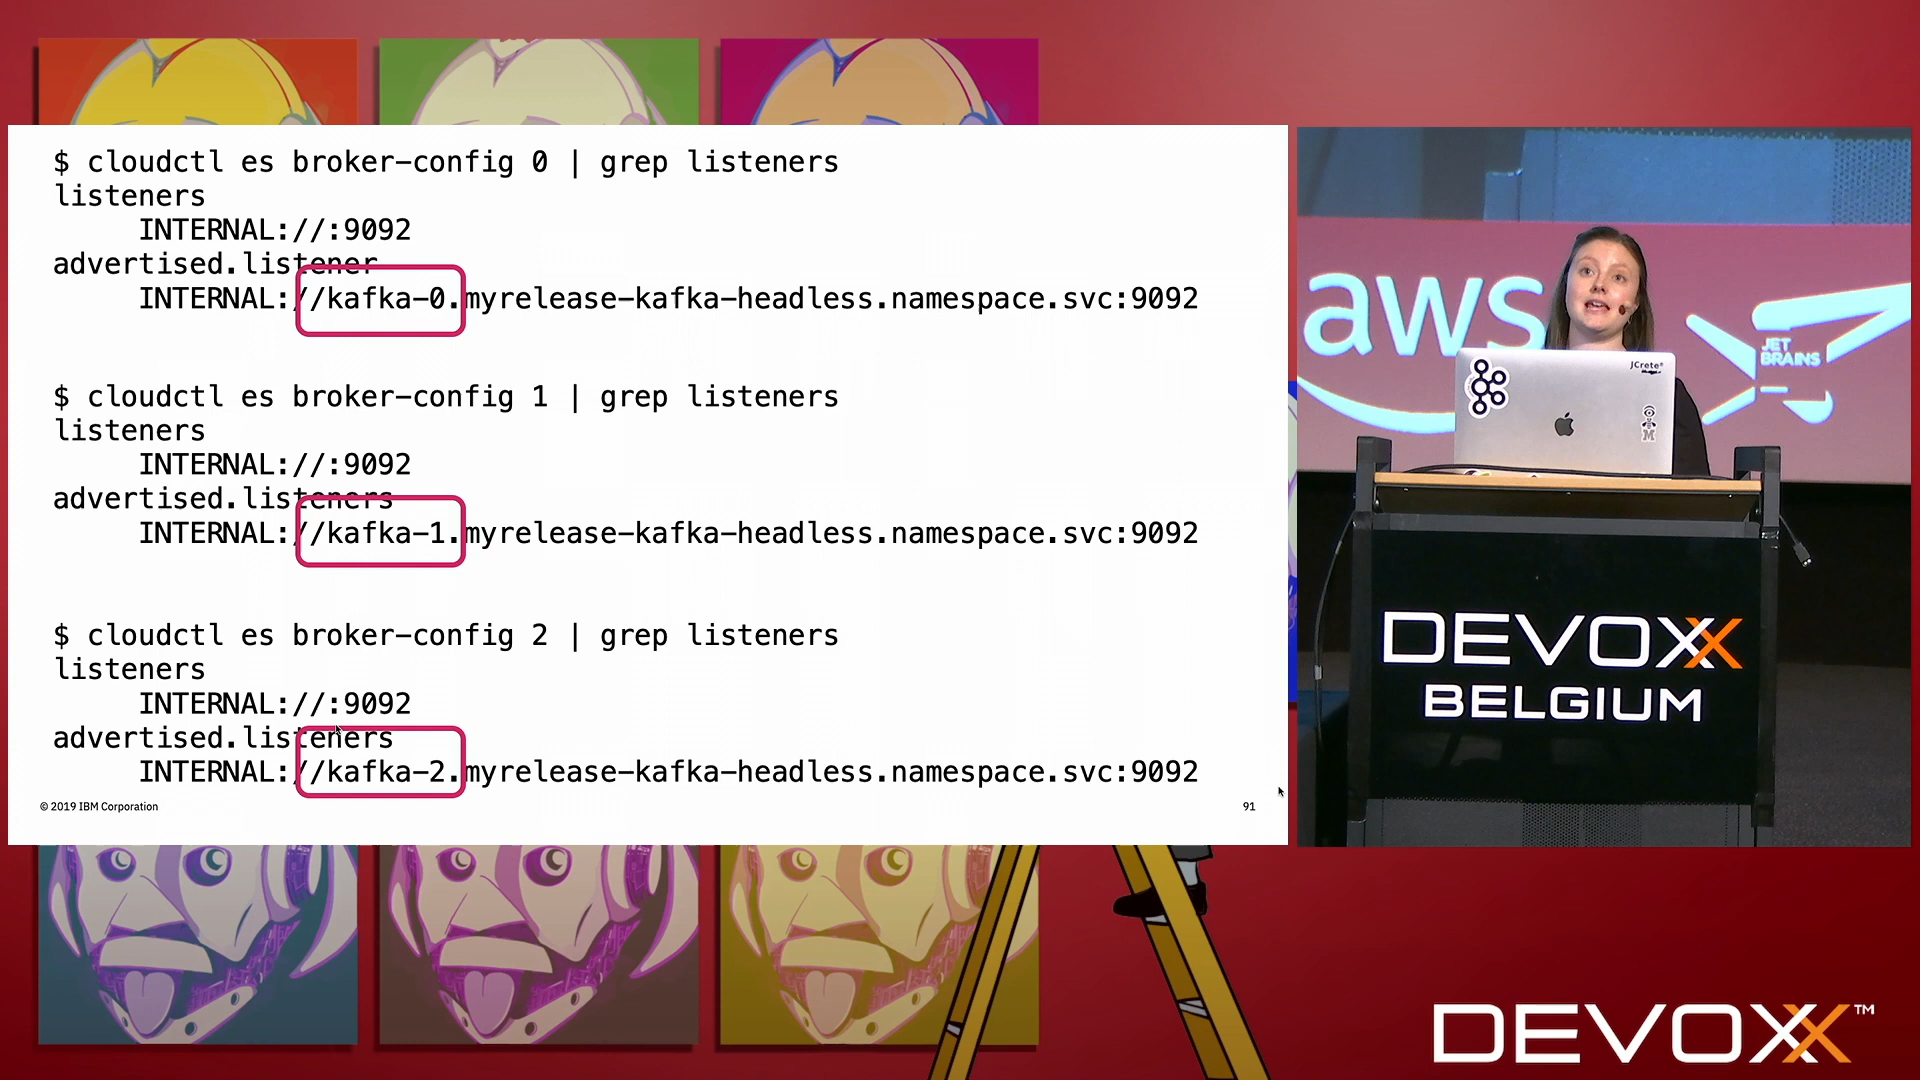 $ cloudctl es broker-config 0 | grep listeners
listeners
INTERNAL://:9092
advertised.listener
INTERNAL://kafka-0.myrelease-kafka-headless.namespace.svc:9092
$ cloudctl es broker-config 1 | grep listeners
listeners
INTERNAL://:9092
advertised.listeners
INTERNAL://kafka-1.myrelease-kafka-headless.namespace.svc:9092
$ cloudctl es broker-config 2 | grep listeners
listeners
INTERNAL://:9092
advertised.listeners
INTERNAL://kafka-2.myrelease-kafka-headless.namespace.svc:9092
© 2019 IBM Corporation
91
aws
JET
BRAINS
JCrete
M
DEVOXX
BELGIUM
DEVOXX™